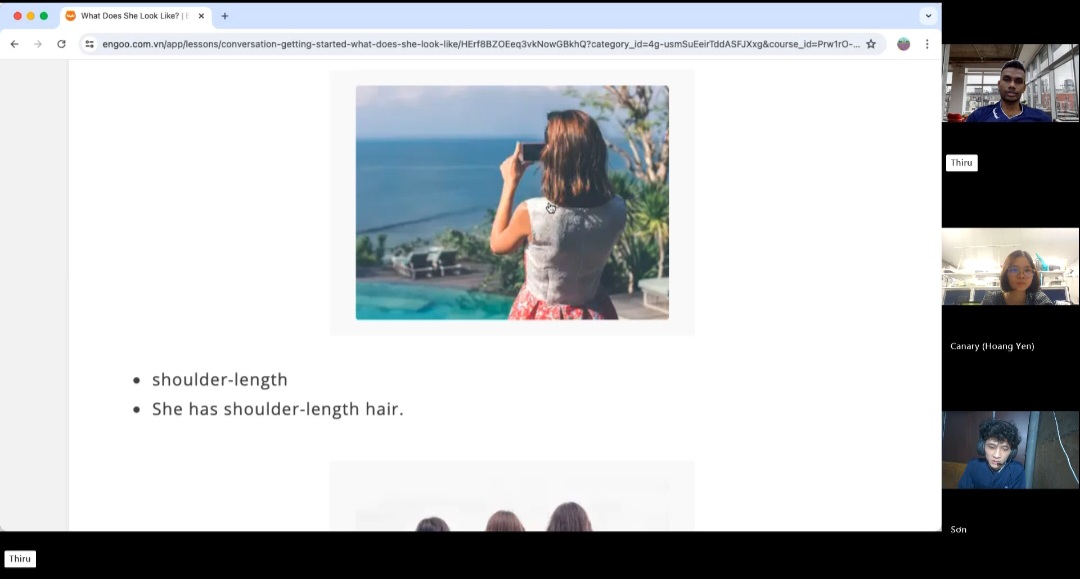 What Does She Look Like? |
engoo.com.vn/app/lessons/conversation-getting-started-what-does-she-look-like/HErf8BZOEeq3vkNowGBkhQ?category_id=4g-usmSuEeirTddASFJXxg&course_id=Prw1rO-...
Thiru
• shoulder-length
• She has shoulder-length hair.
Canary (Hoang Yen)
Sơn
Thiru